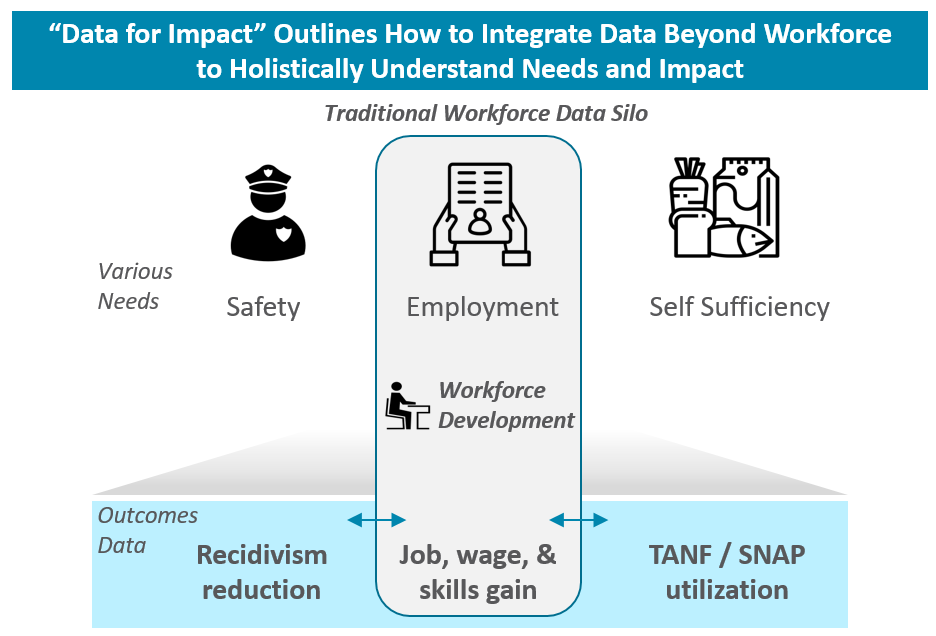 “Data for Impact” Outlines How to Integrate Data Beyond Workforce
to Holistically Understand Needs and Impact
Traditional Workforce Data Silo
Various
Needs
Safety
Employment
Self Sufficiency
Workforce
Development
Outcomes
Data
Recidivism
reduction
Job, wage, &
skills gain
TANF / SNAP
utilization